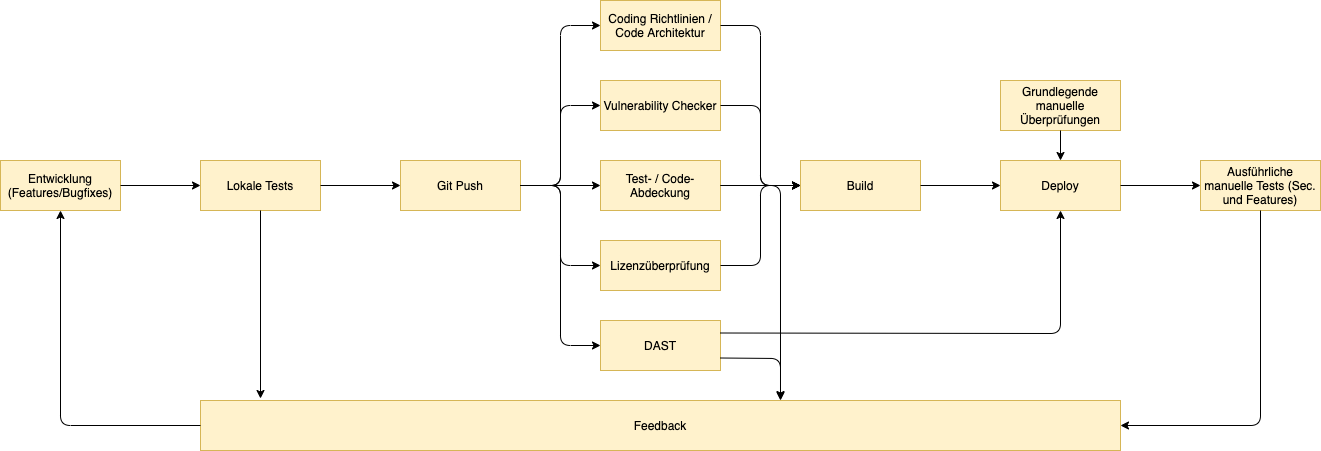 Coding Richtlinien /
Code Architektur
Vulnerability Checker
Grundlegende
manuelle
Überprüfungen
Entwicklung
(Features/Bugfixes)
Lokale Tests
Git Push
Test- / Code-
Abdeckung
Build
Deploy
Ausführliche
manuelle Tests (Sec.
und Features)
Lizenzüberprüfung
DAST
Feedback